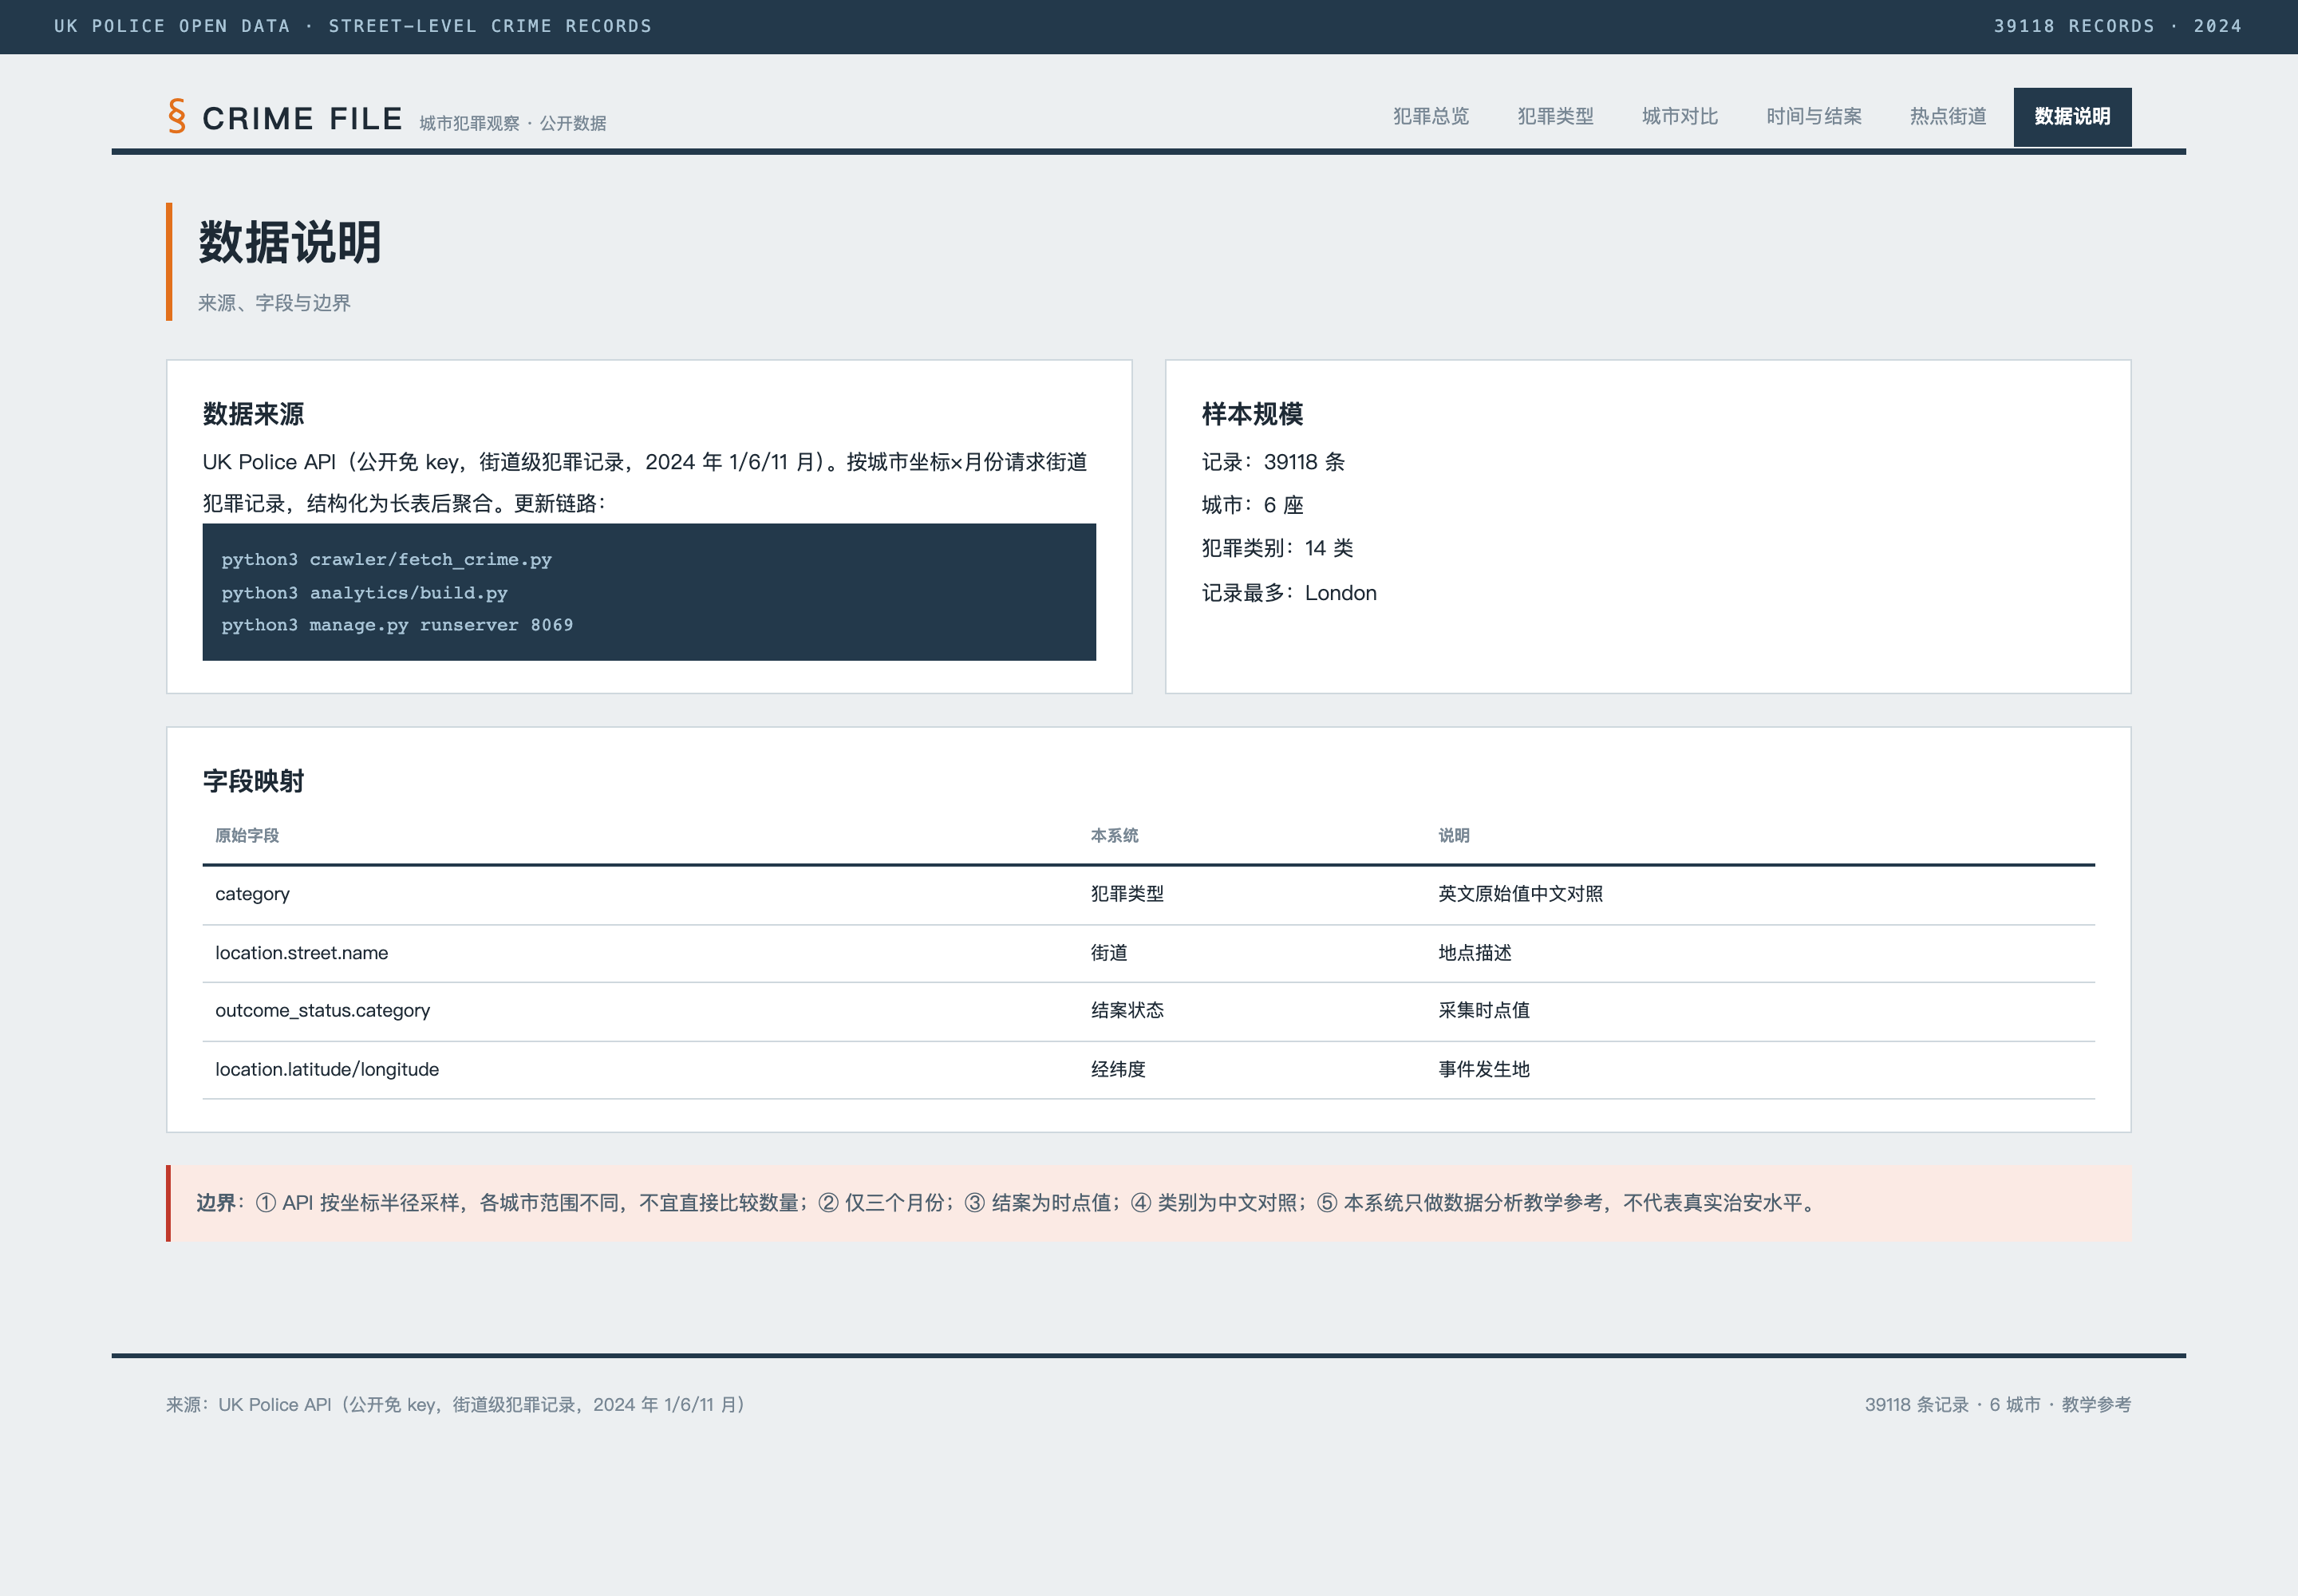 UK POLICE OPEN DATA · STREET-LEVEL CRIME RECORDS
39118 RECORDS · 2024
§ CRIME FILE 城市犯罪观察 · 公开数据
犯罪总览 犯罪类型 城市对比 时间与结案 热点街道 数据说明
数据说明
来源、字段与边界
数据来源
UK Police API（公开免 key，街道级犯罪记录，2024 年 1/6/11 月）。按城市坐标×月份请求街道
犯罪记录，结构化为长表后聚合。更新链路：
python3 crawler/fetch_crime.py
python3 analytics/build.py
python3 manage.py runserver 8069
样本规模
记录：39118 条
城市：6 座
犯罪类别：14 类
记录最多：London
字段映射
原始字段 本系统 说明
category 犯罪类型 英文原始值中文对照
location.street.name 街道 地点描述
outcome_status.category 结案状态 采集时点值
location.latitude/longitude 经纬度 事件发生地
边界：① API 按坐标半径采样，各城市范围不同，不宜直接比较数量；② 仅三个月份；③ 结案为时点值；④ 类别为中文对照；⑤ 本系统只做数据分析教学参考，不代表真实治安水平。
来源：UK Police API（公开免 key，街道级犯罪记录，2024 年 1/6/11 月）
39118 条记录 · 6 城市 · 教学参考